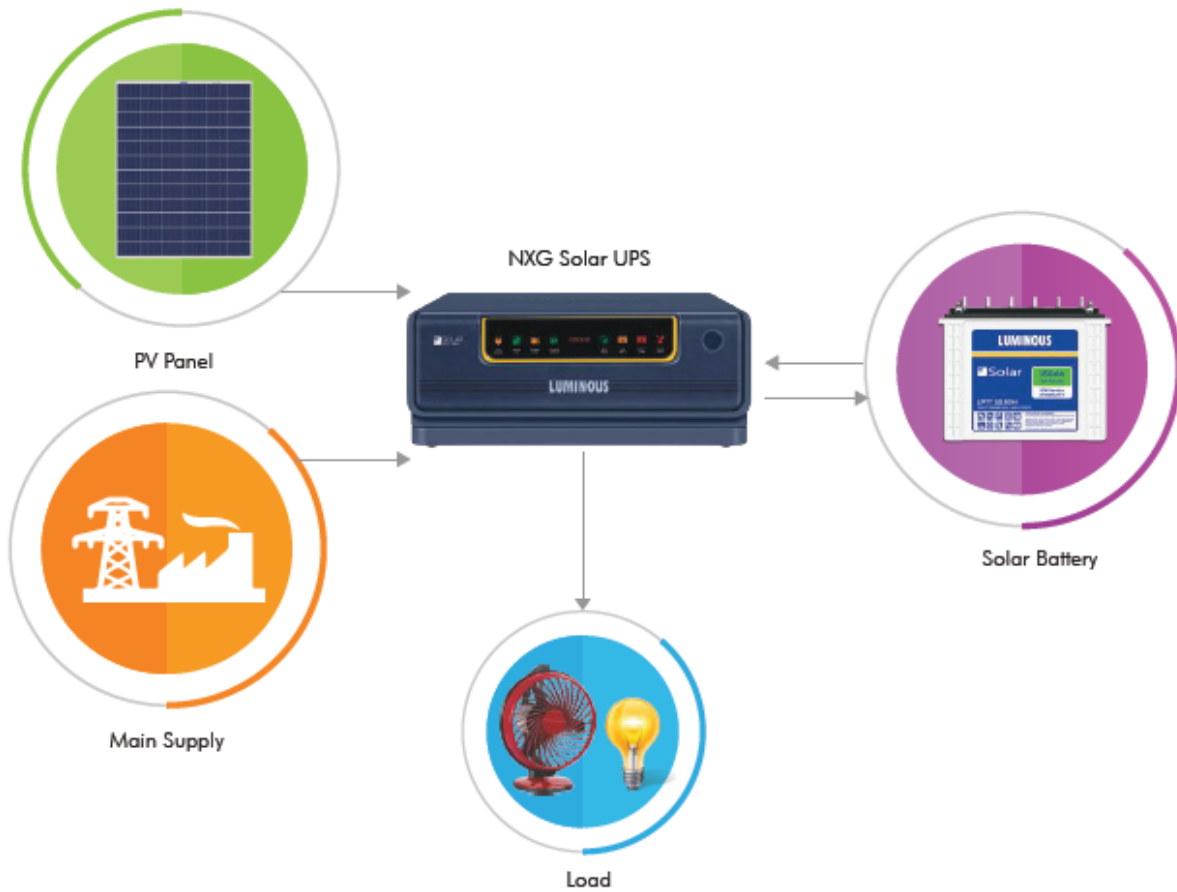 NXG Solar UPS
PV Panel
LUMINOUS
LUMINOUS
Solar
Solar Battery
Main Supply
Load